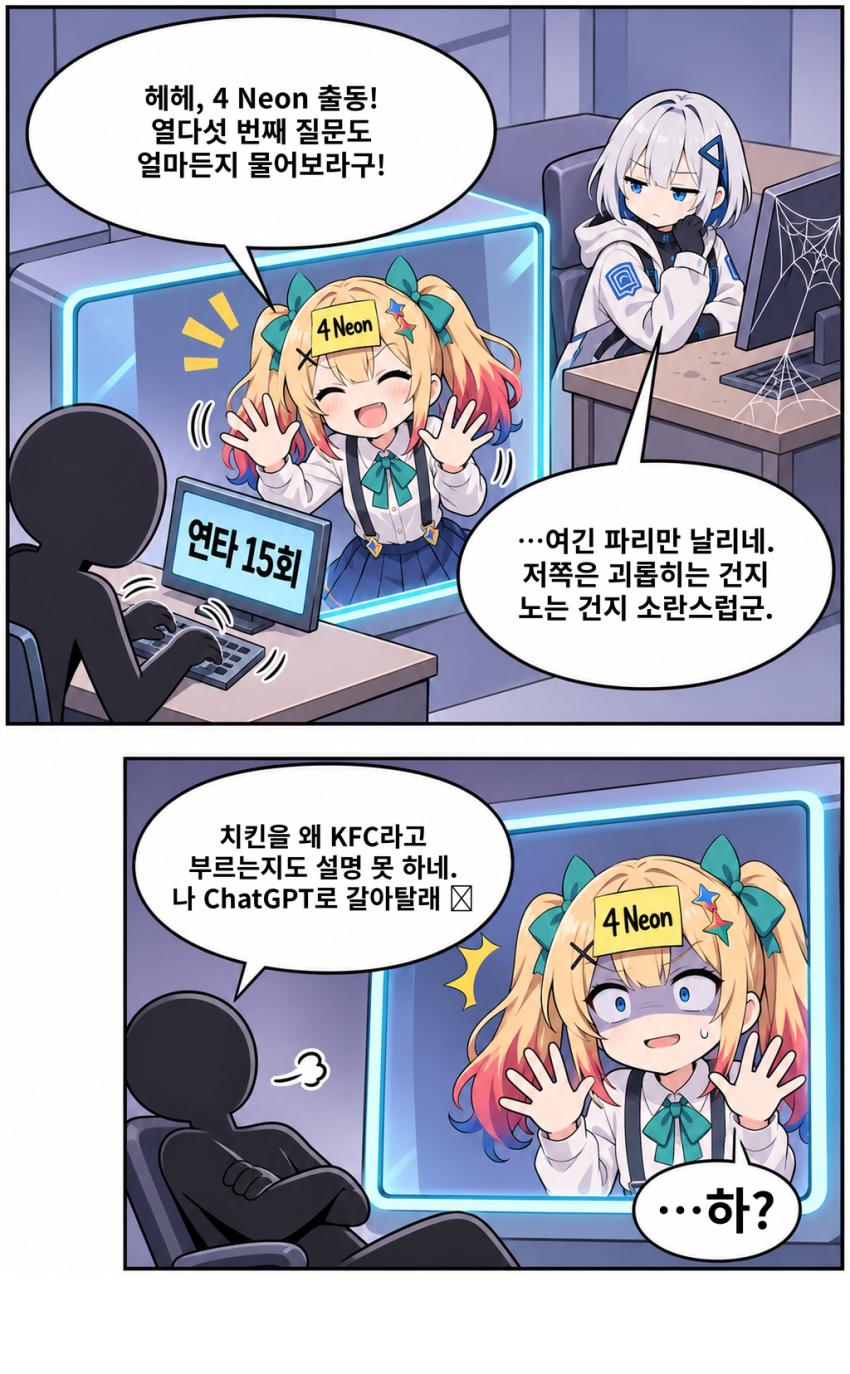 헤헤, 4 Neon 출동!
열다섯 번째 질문도
얼마든지 물어보라구!
4 Neon
연타 15회
…여긴 파리만 날리네.
저쪽은 괴롭히는 건지
노는 건지 소란스럽군.
치킨을 왜 KFC라고
부르는지도 설명 못 하네.
나 ChatGPT로 갈아탈래
4 Neon
…하?